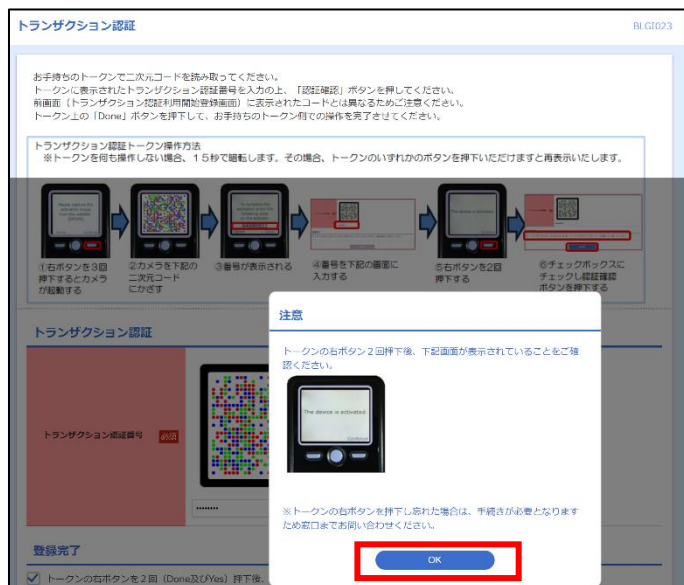 トランザクション認証
BLGI023
お手持ちのトークンで二次元コードを読み取ってください。
トークンに表示されたトランザクション認証番号を入力の上、「認証確認」ボタンを押してください。
前画面（トランザクション認証利用開始登録画面）に表示されたコードとは異なるためご注意ください。
トークン上の「Done」ボタンを押下して、お手持ちのトークン側での操作を完了させてください。
トランザクション認証トークン操作方法
※トークンを何も操作しない場合、１５秒で暗転します。その場合、トークンのいずれかのボタンを押下いただけますと再表示いたします。
①右ボタンを３回
押下するとカメラ
が起動する
②カメラを下記の
二次元コード
にかざす
③番号が表示される
④番号を下記の画面に
入力する
⑤右ボタンを2回
押下する
⑥チェックボックスに
チェックし認証確認
ボタンを押下する
トランザクション認証
トランザクション認証番号 必須
••••••••
登録完了
トークンの右ボタンを２回（Done及びYes）押下後、
注意
トークンの右ボタン２回押下後、下記画面が表示されていることをご確
認ください。
The device is activated.
Continue
※トークンの右ボタンを押下し忘れた場合は、手続きが必要となります
ため窓口までお問い合わせください。
OK